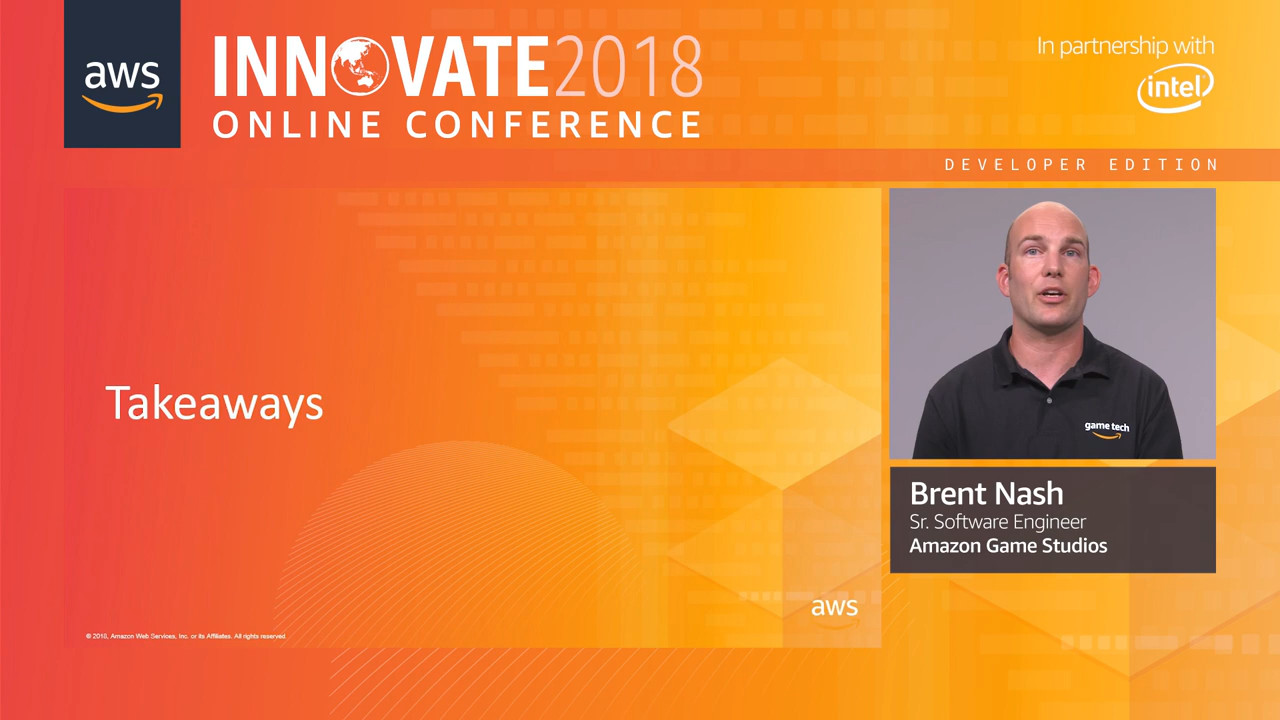 aws
INNOVATE2018
ONLINE CONFERENCE
In partnership with
intel
DEVELOPER EDITION
Takeaways
game tech
Brent Nash
Sr. Software Engineer
Amazon Game Studios
aws
© 2018, Amazon Web Services, Inc. or its Affiliates. All rights reserved.